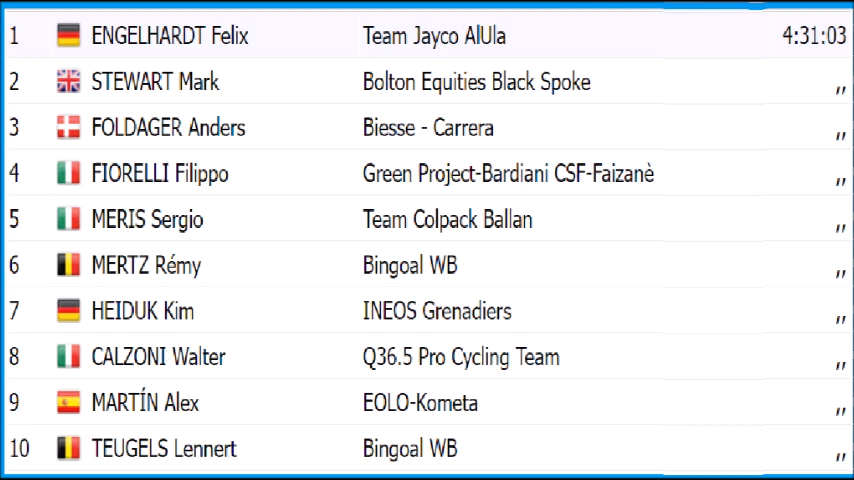 1 ENGELHARDT Felix Team Jayco AlUla 4:31:03
2 STEWART Mark Bolton Equities Black Spoke ,,
3 FOLDAGER Anders Biesse - Carrera ,,
4 FIORELLI Filippo Green Project-Bardiani CSF-Faizanè ,,
5 MERIS Sergio Team Colpack Ballan ,,
6 MERTZ Rémy Bingoal WB ,,
7 HEIDUK Kim INEOS Grenadiers ,,
8 CALZONI Walter Q36.5 Pro Cycling Team ,,
9 MARTÍN Alex EOLO-Kometa ,,
10 TEUGELS Lennert Bingoal WB ,,